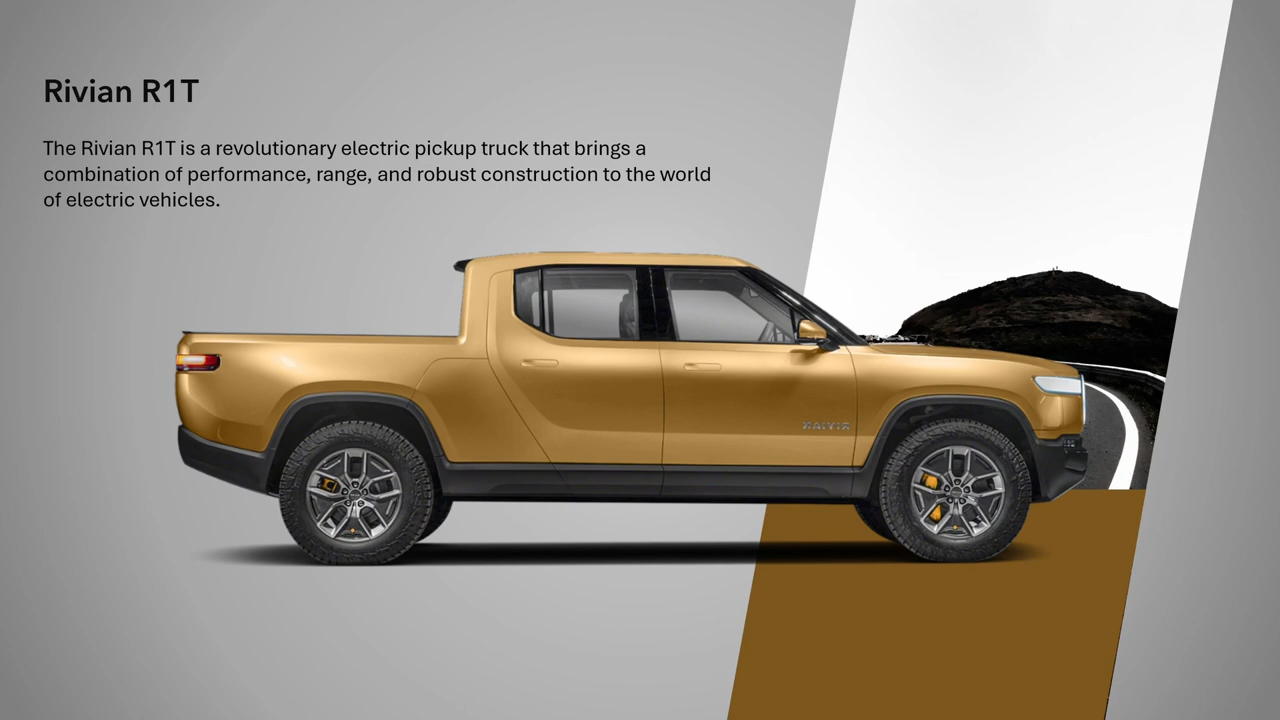 Rivian R1T
The Rivian R1T is a revolutionary electric pickup truck that brings a
combination of performance, range, and robust construction to the world
of electric vehicles.
ИAIVIЯ